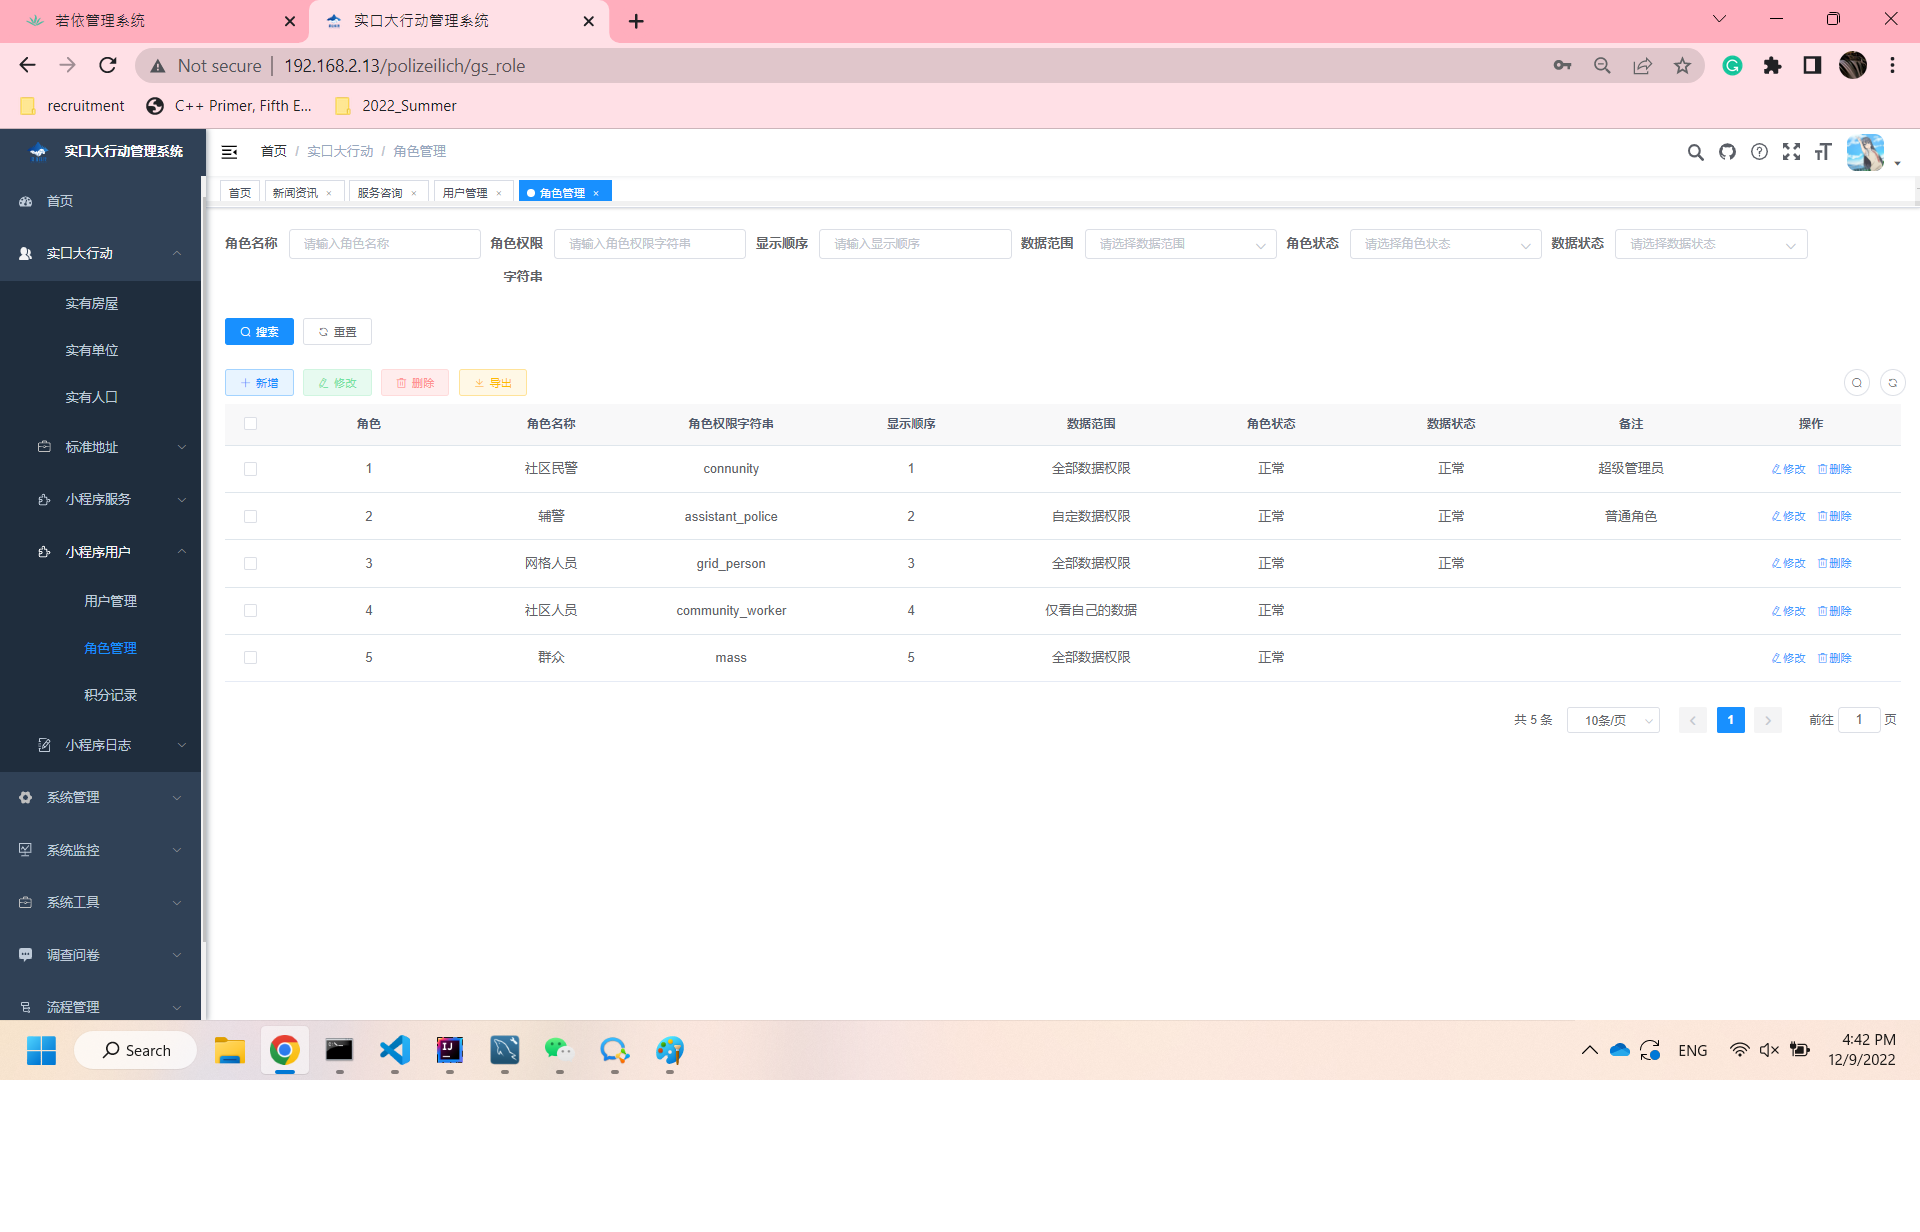 若依管理系统
实口大行动管理系统
Not secure
192.168.2.13/polizeilich/gs_role
recruitment
C++ Primer, Fifth E...
2022_Summer
实口大行动管理系统
首页 / 实口大行动 / 角色管理
首页 新闻资讯 × 服务咨询 × 用户管理 × 角色管理 ×
首页
实口大行动
实有房屋
实有单位
实有人口
标准地址
小程序服务
小程序用户
用户管理
角色管理
积分记录
小程序日志
系统管理
系统监控
系统工具
调查问卷
流程管理
角色名称 请输入角色名称 角色权限字符串 请输入角色权限字符串 显示顺序 请输入显示顺序 数据范围 请选择数据范围 角色状态 请选择角色状态 数据状态 请选择数据状态
搜索 重置
新增 修改 删除 导出
角色 角色名称 角色权限字符串 显示顺序 数据范围 角色状态 数据状态 备注 操作
1 社区民警 connunity 1 全部数据权限 正常 正常 超级管理员 修改 删除
2 辅警 assistant_police 2 自定数据权限 正常 正常 普通角色 修改 删除
3 网格人员 grid_person 3 全部数据权限 正常 正常 修改 删除
4 社区人员 community_worker 4 仅看自己的数据 正常 修改 删除
5 群众 mass 5 全部数据权限 正常 修改 删除
共 5 条 10条/页 1 前往 1 页
Search
ENG
4:42 PM
12/9/2022